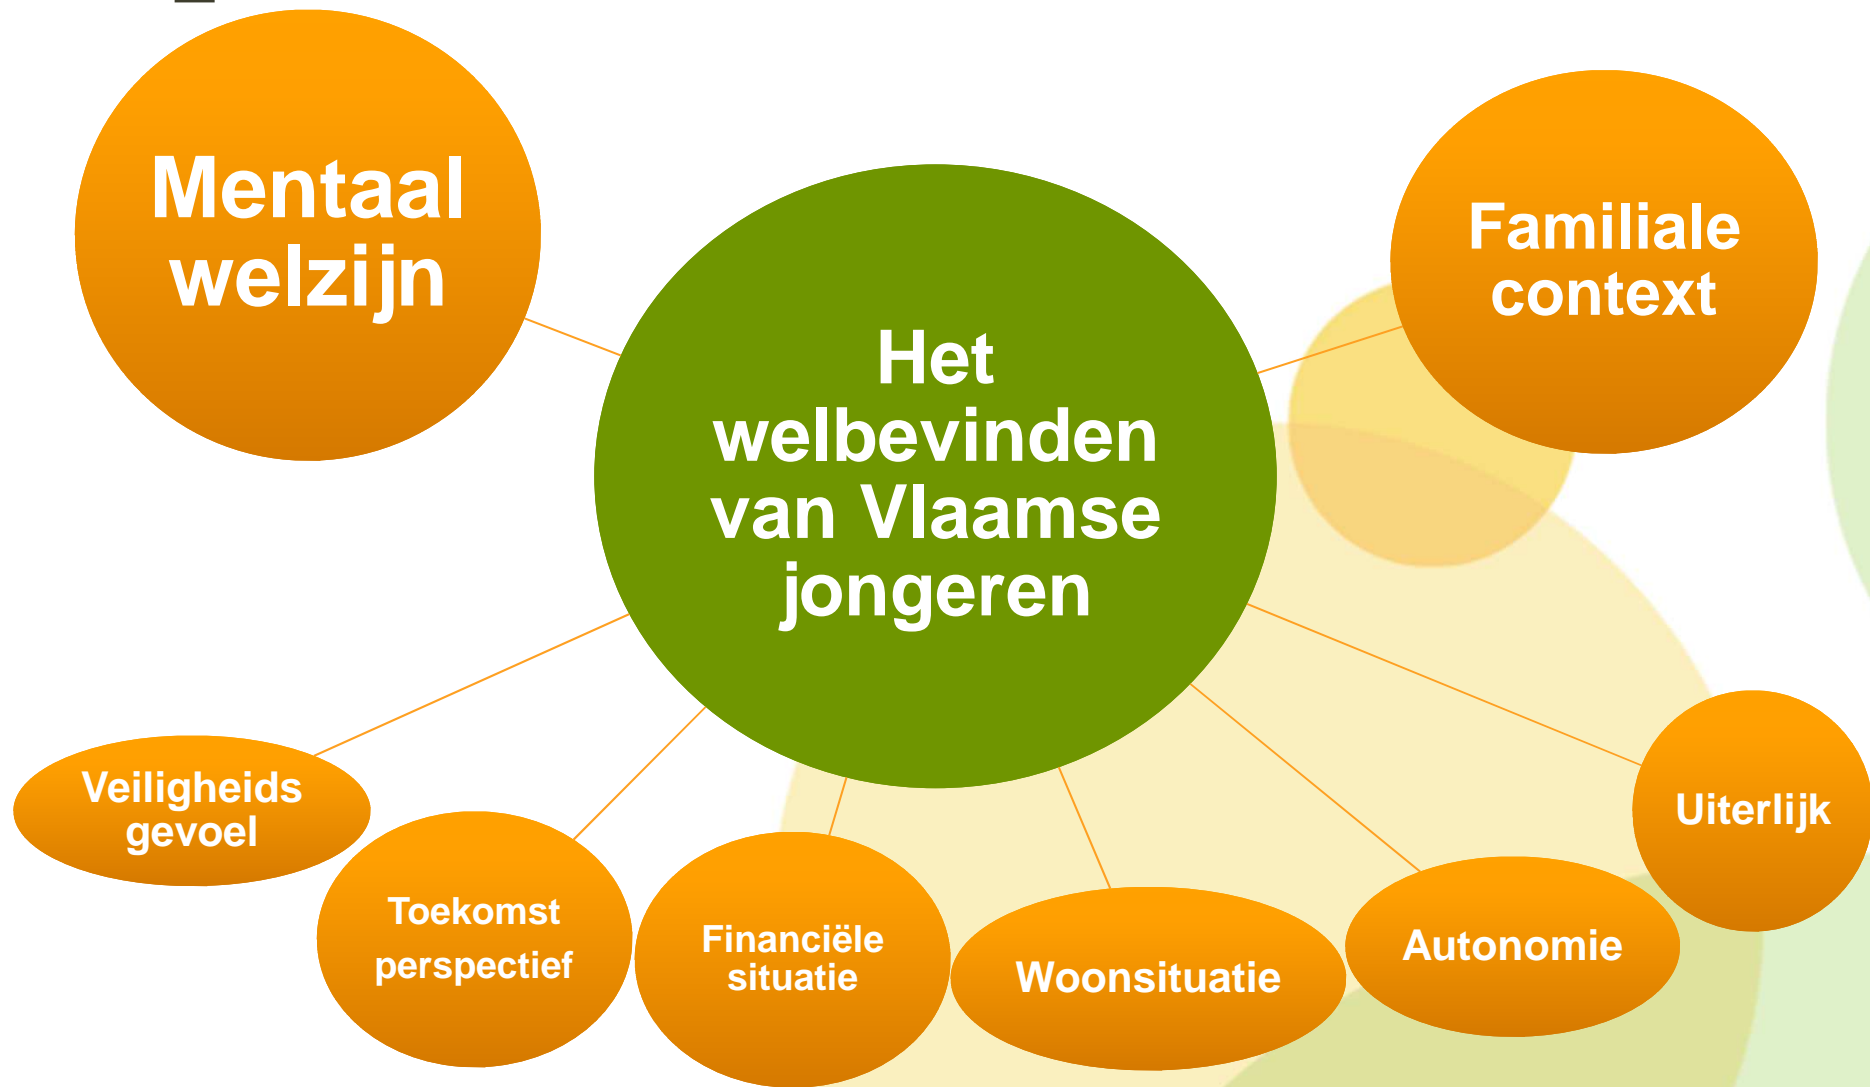 Mentaal
welzijn
Familiale
context
Het
welbevinden
van Vlaamse
jongeren
Veiligheids
gevoel
Toekomst
perspectief
Financiële
situatie
Woonsituatie
Autonomie
Uiterlijk